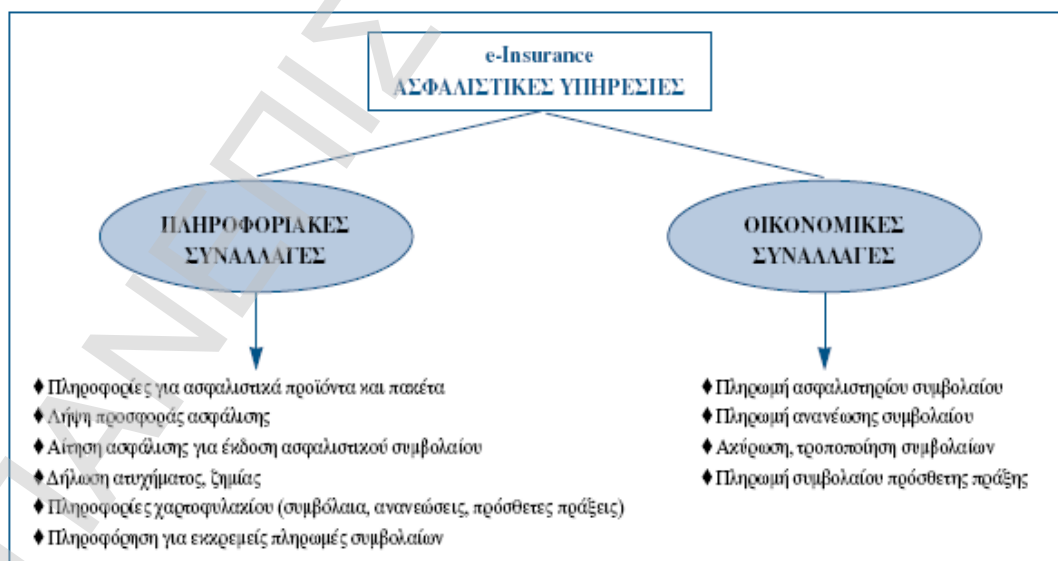 e-Insurance
ΑΣΦΑΛΙΣΤΙΚΕΣ ΥΠΗΡΕΣΙΕΣ
ΠΛΗΡΟΦΟΡΙΑΚΕΣ
ΣΥΝΑΛΛΑΓΕΣ
♦ Πληροφορίες για ασφαλιστικά προϊόντα και πακέτα
♦ Λήψη προσφοράς ασφάλισης
♦ Αίτηση ασφάλισης για έκδοση ασφαλιστικού συμβολαίου
♦ Δήλωση ατυχήματος, ζημίας
♦ Πληροφορίες χαρτοφυλακίου (συμβόλαια, ανανεώσεις, πρόσθετες πράξεις)
♦ Πληροφόρηση για εκκρεμείς πληρωμές συμβολαίων
ΟΙΚΟΝΟΜΙΚΕΣ
ΣΥΝΑΛΛΑΓΕΣ
♦ Πληρωμή ασφαλιστηρίου συμβολαίου
♦ Πληρωμή ανανέωσης συμβολαίου
♦ Ακύρωση, τροποποίηση συμβολαίων
♦ Πληρωμή συμβολαίου πρόσθετης πράξης